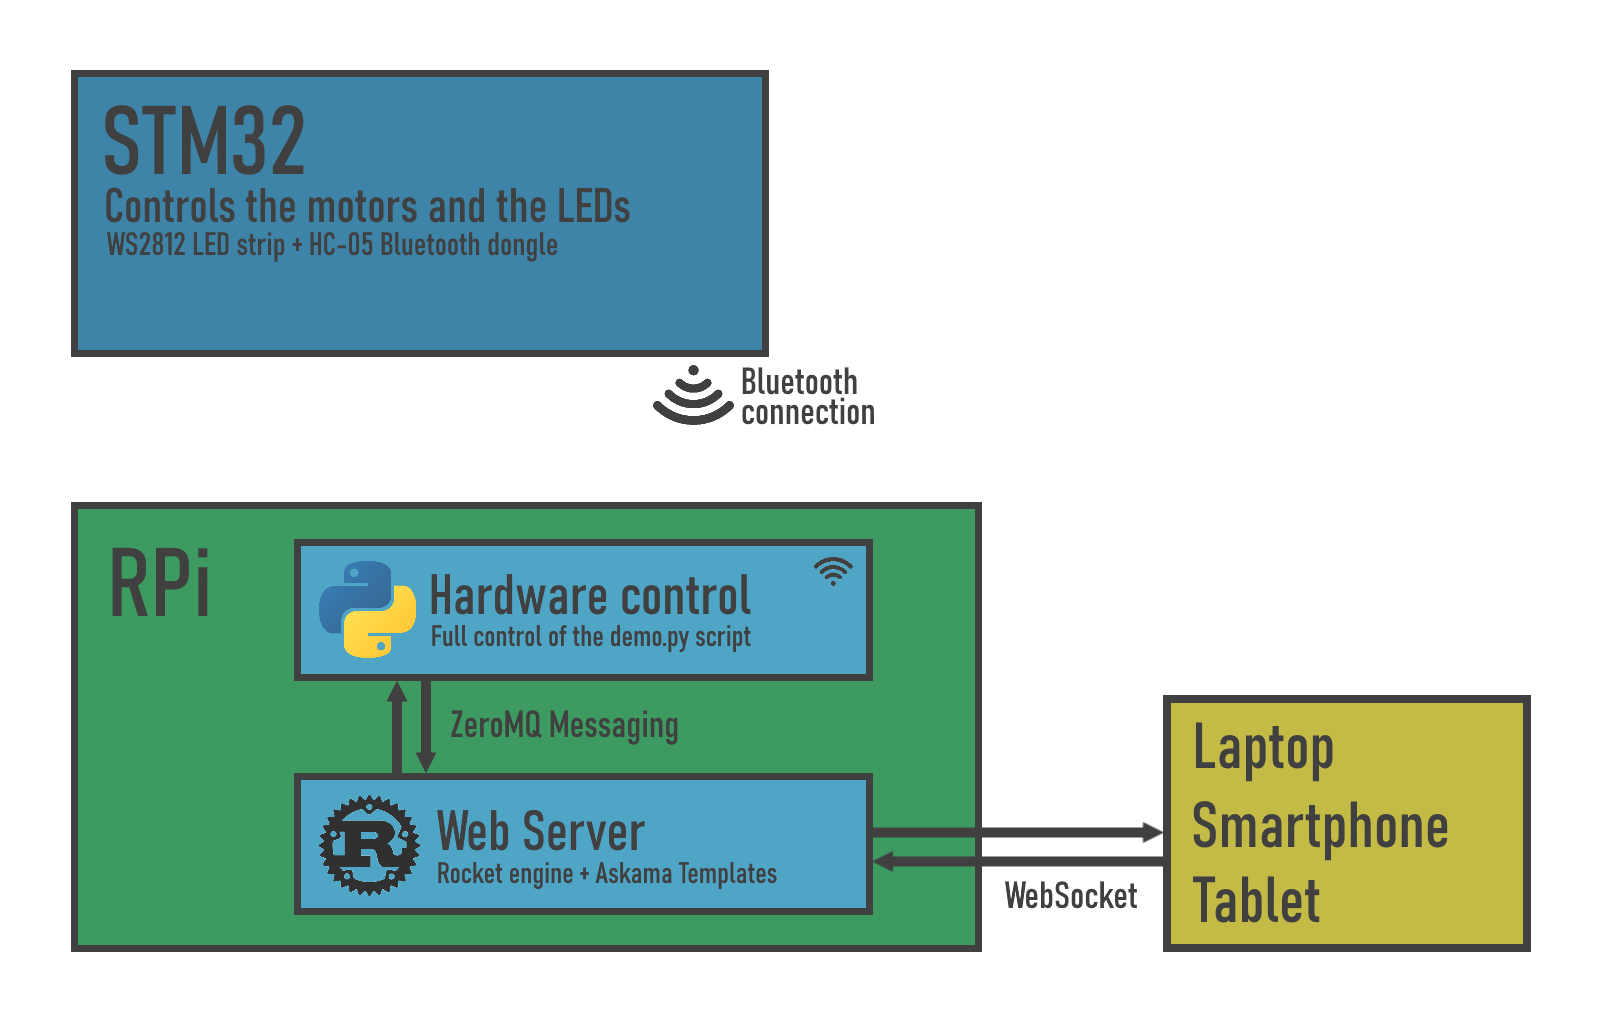 STM32
Controls the motors and the LEDs
WS2812 LED strip + HC-05 Bluetooth dongle
Bluetooth
connection
RPi
Hardware control
Full control of the demo.py script
ZeroMQ Messaging
R
Web Server
Rocket engine + Askama Templates
WebSocket
Laptop
Smartphone
Tablet